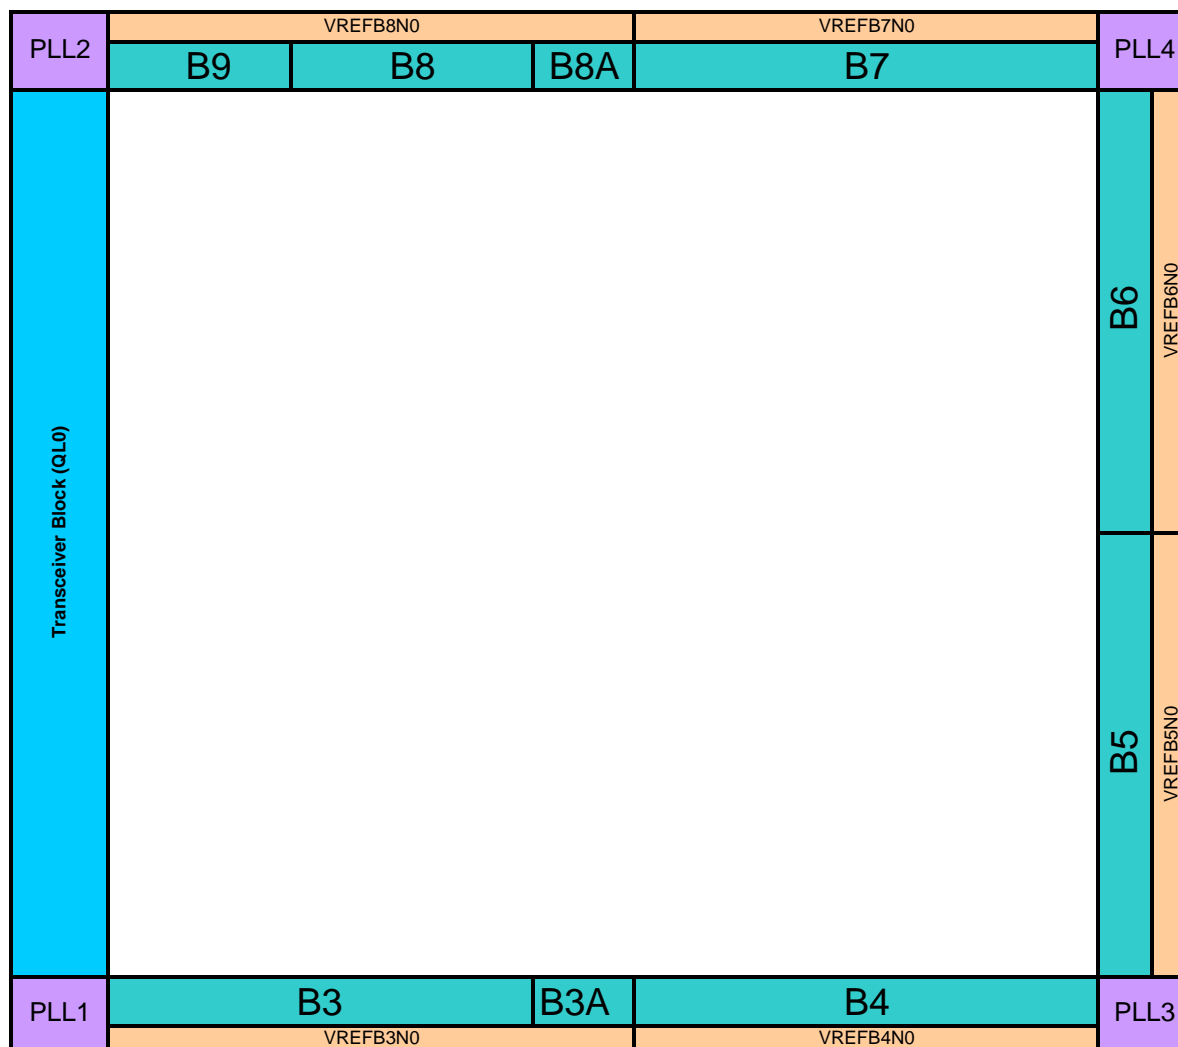 PLL2
VREFB8N0
VREFB7N0
PLL4
B9
B8
B8A
B7
Transceiver Block (QL0)
B6
VREFB6N0
B5
VREFB5N0
PLL1
B3
B3A
B4
PLL3
VREFB3N0
VREFB4N0